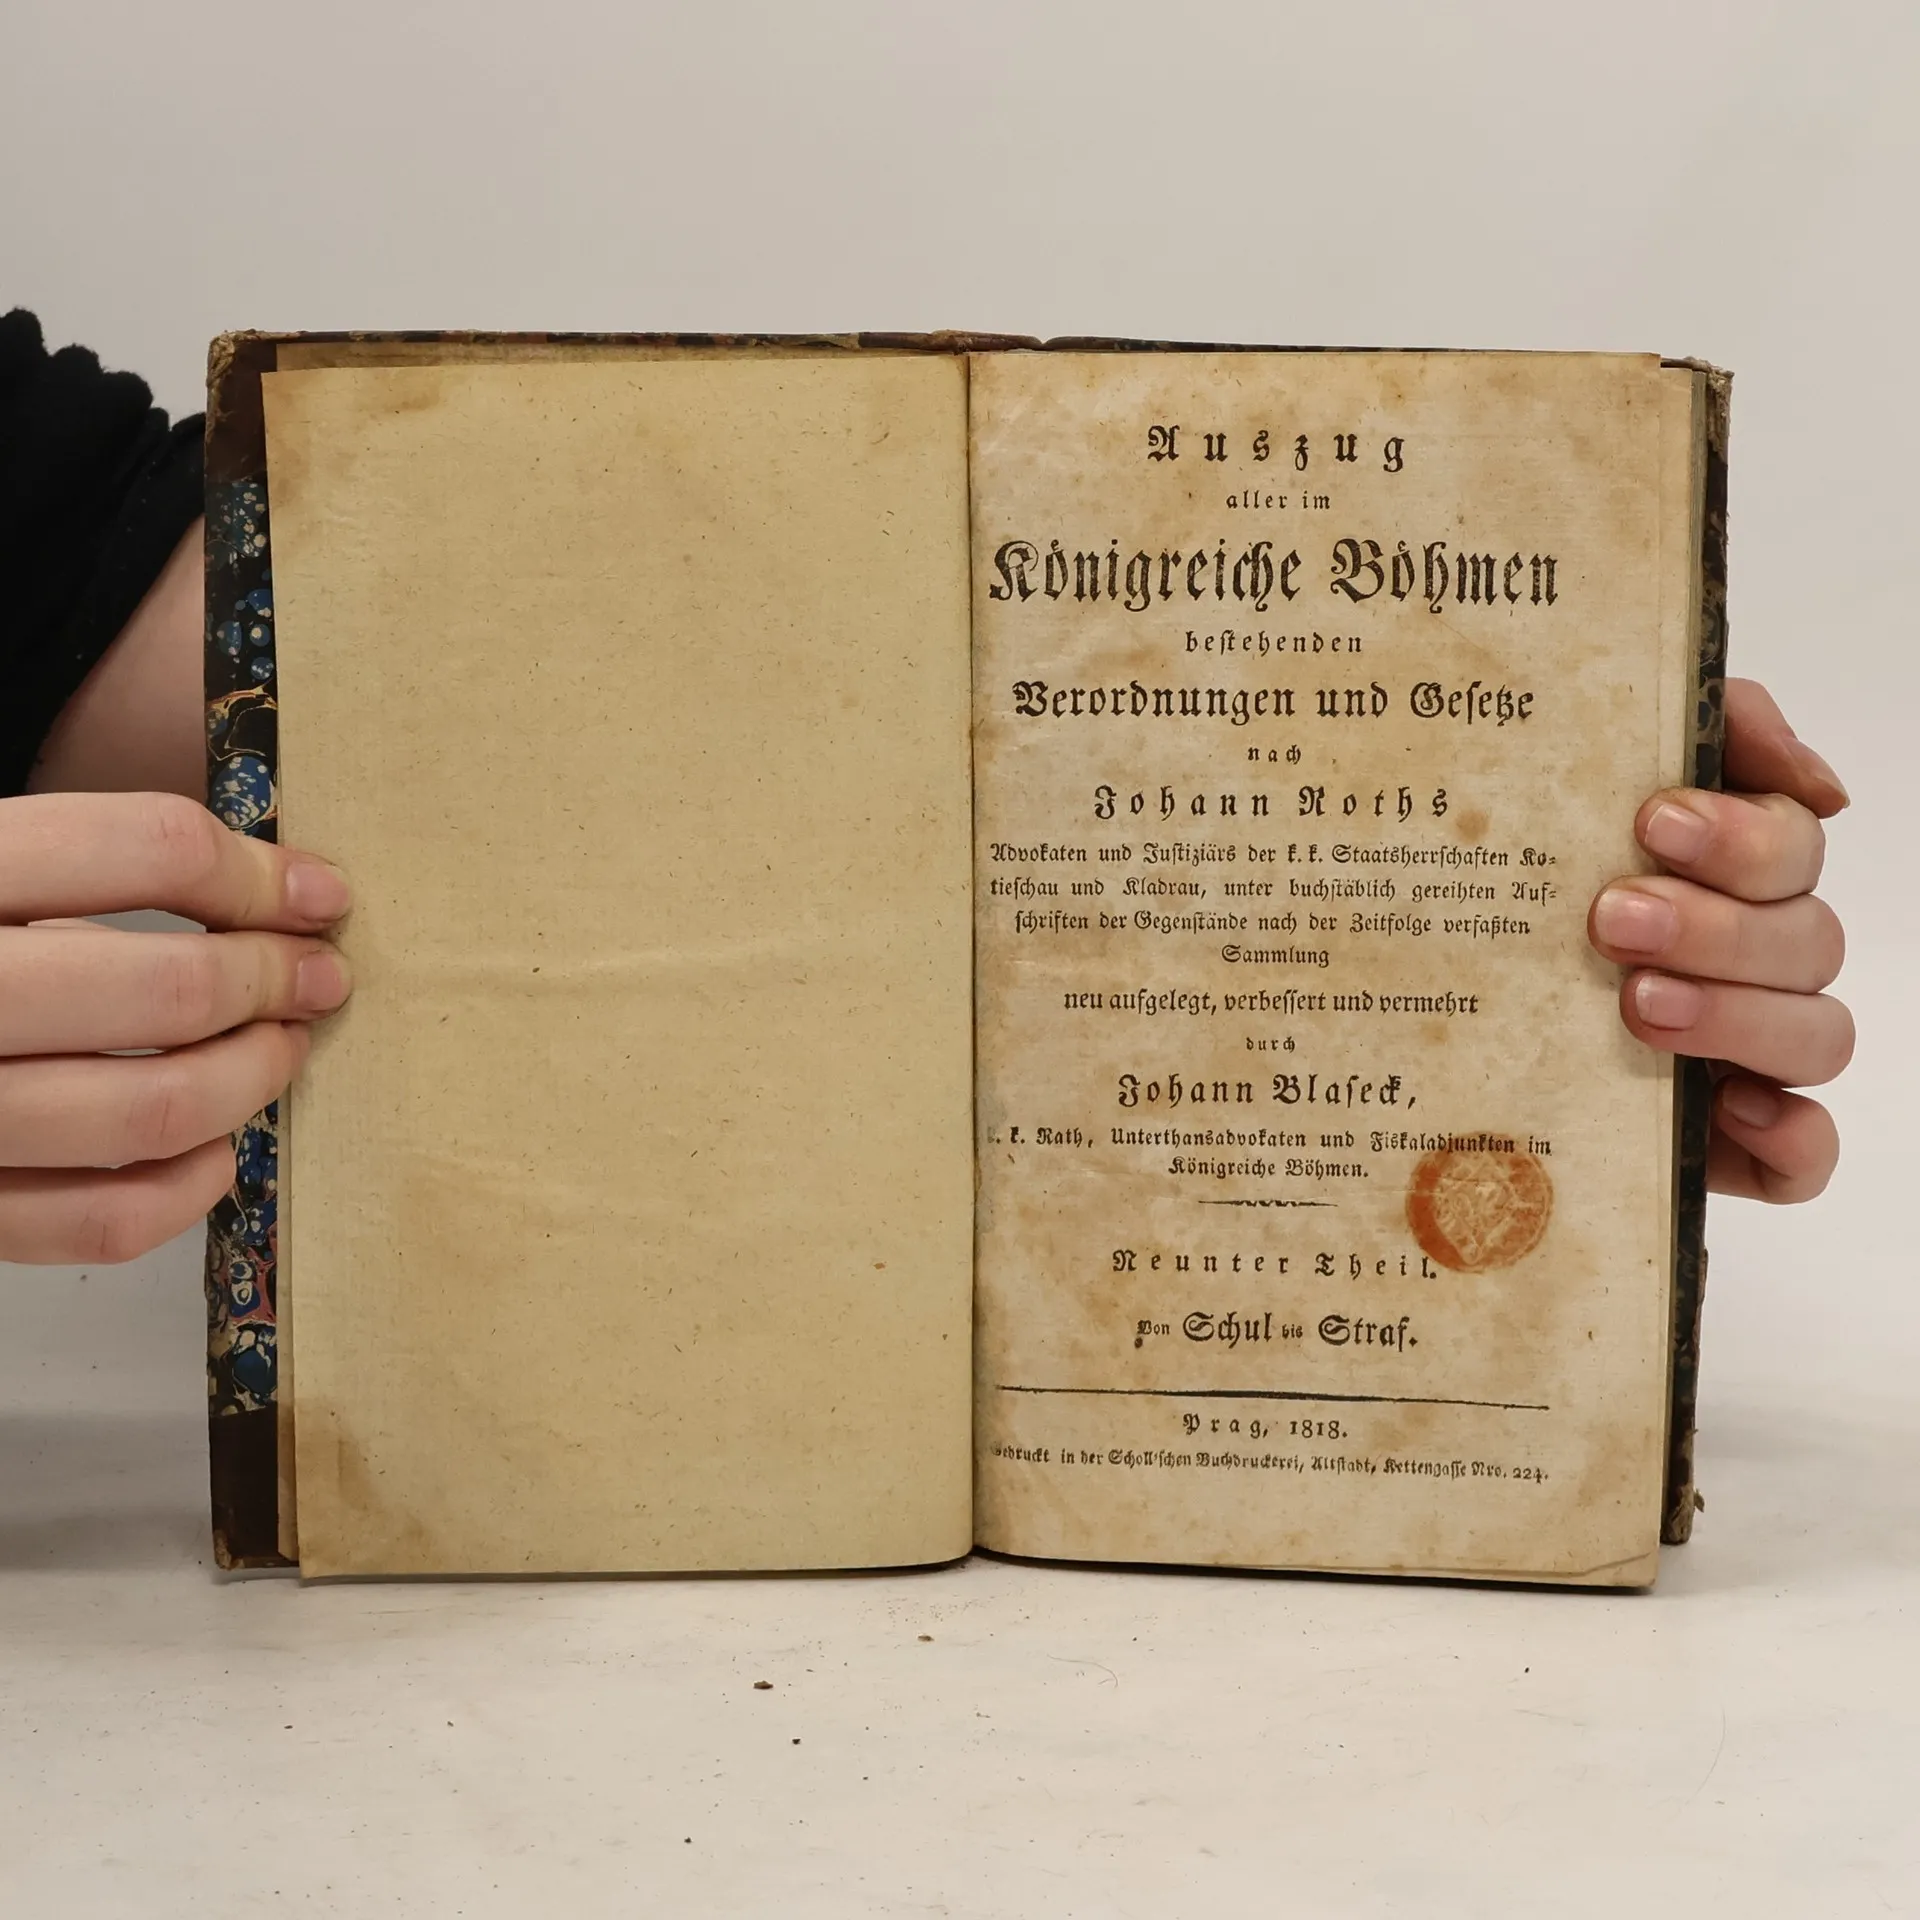 Auszug
aller im
Königreiche Böhmen
beſtehenden
Verordnungen und Geſetze
nach
Johann Roths
Advokaten und Juſtiziärs der k. k. Staatsherrſchaften Ko⸗
tieſchau und Kladrau, unter buchſtäblich gereihten Auf⸗
ſchriften der Gegenſtände nach der Zeitfolge verfaßten
Sammlung
neu aufgelegt, verbeſſert und vermehrt
durch
Johann Blaſeck,
k. Rath, Unterthansadvokaten und Fiskaladjunkten im
Königreiche Böhmen.
Neunter Theil.
Von Schul bis Straf.
Prag, 1818.
Gedruckt in der Scholl'ſchen Buchdruckerei, Altſtadt, Kettengaſſe Nro. 224.